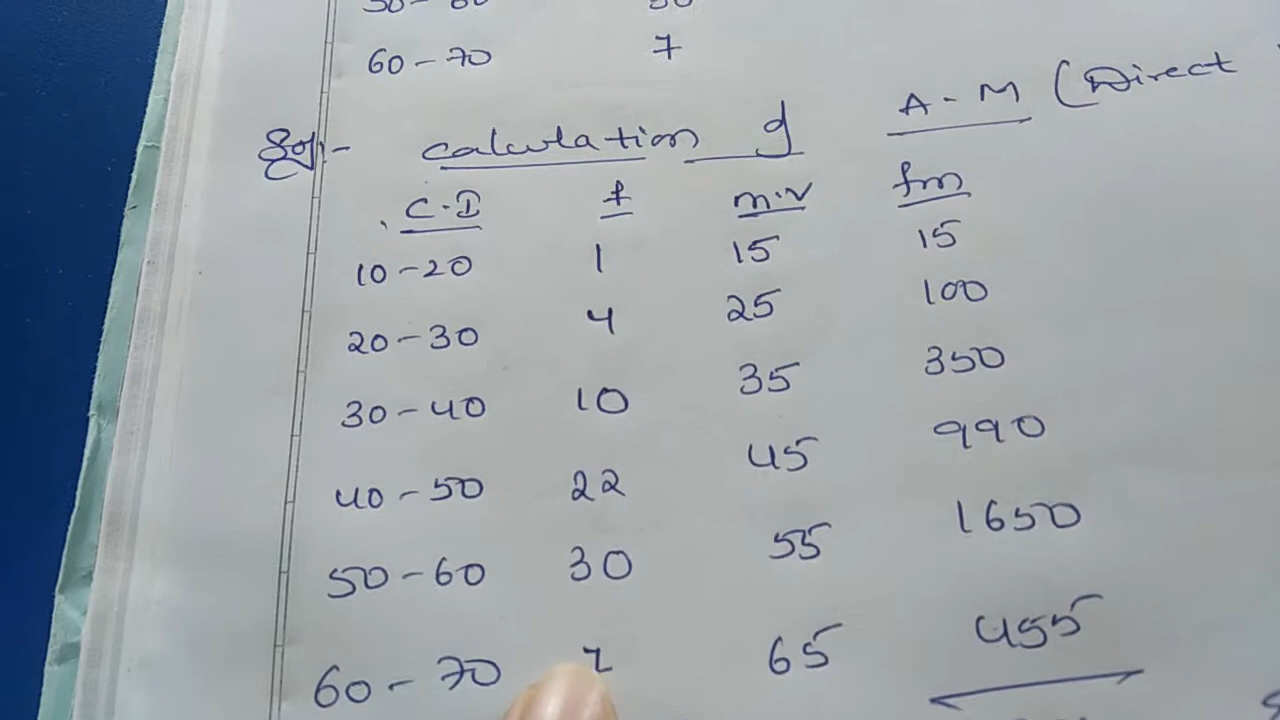 60-70 7
Sol:- calculation of A-M (Direct
C.I f m.v fm
10-20 1 15 15
20-30 4 25 100
30-40 10 35 350
40-50 22 45 990
50-60 30 55 1650
60-70 7 65 455